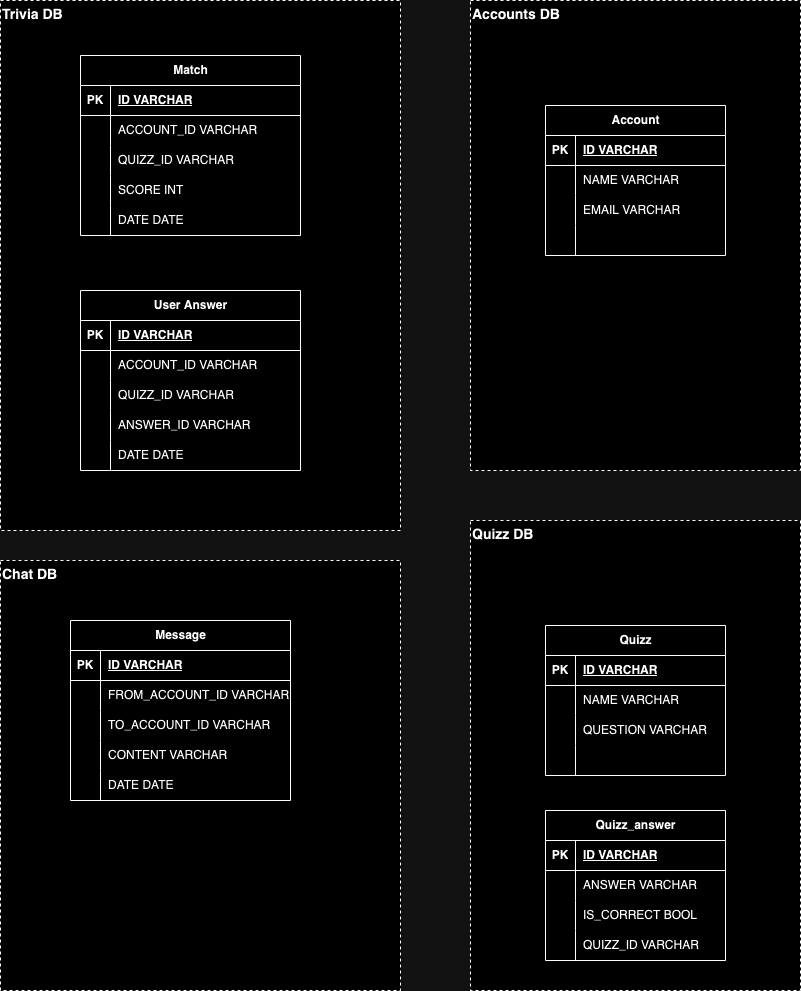 Trivia DB
Match
PK ID VARCHAR
ACCOUNT_ID VARCHAR
QUIZZ_ID VARCHAR
SCORE INT
DATE DATE
User Answer
PK ID VARCHAR
ACCOUNT_ID VARCHAR
QUIZZ_ID VARCHAR
ANSWER_ID VARCHAR
DATE DATE
Accounts DB
Account
PK ID VARCHAR
NAME VARCHAR
EMAIL VARCHAR
Chat DB
Message
PK ID VARCHAR
FROM_ACCOUNT_ID VARCHAR
TO_ACCOUNT_ID VARCHAR
CONTENT VARCHAR
DATE DATE
Quizz DB
Quizz
PK ID VARCHAR
NAME VARCHAR
QUESTION VARCHAR
Quizz_answer
PK ID VARCHAR
ANSWER VARCHAR
IS_CORRECT BOOL
QUIZZ_ID VARCHAR